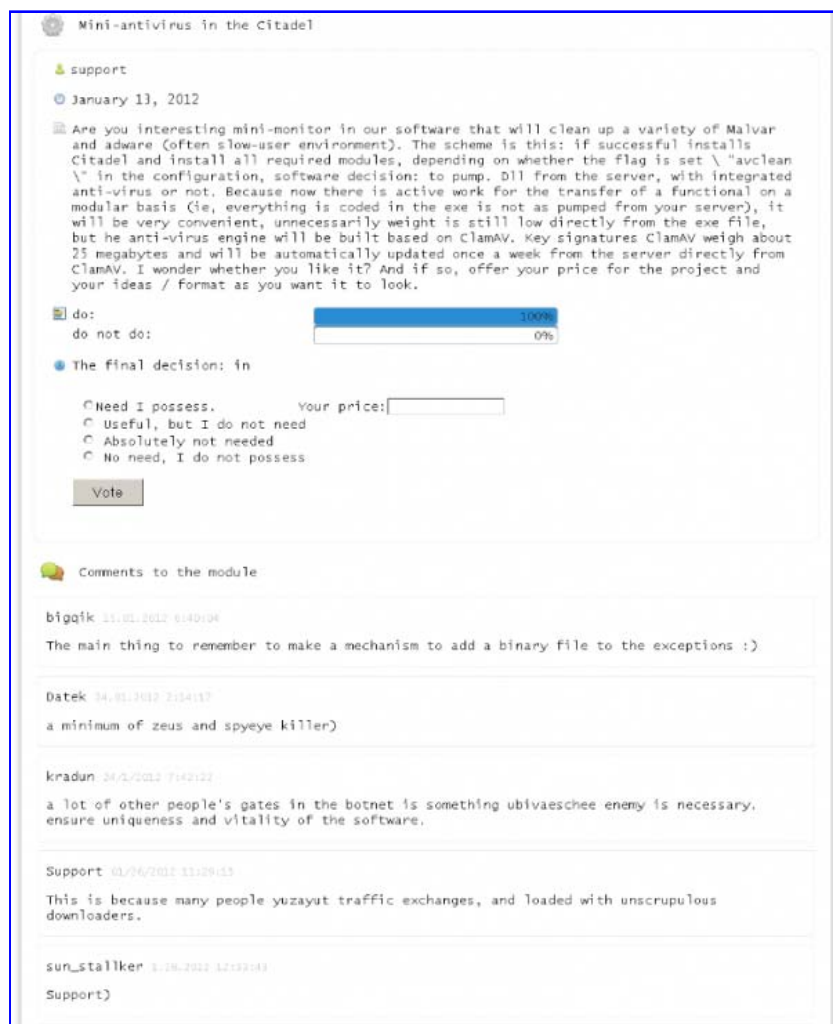 Mini-antivirus in the Citadel
support
January 13, 2012
Are you interesting mini-monitor in our software that will clean up a variety of Malvar
and adware (often slow-user environment). The scheme is this: if successful installs
Citadel and install all required modules, depending on whether the flag is set \ "avclean
\" in the configuration, software decision: to pump. Dll from the server, with integrated
anti-virus or not. Because now there is active work for the transfer of a functional on a
modular basis (ie, everything is coded in the exe is not as pumped from your server), it
will be very convenient, unnecessarily weight is still low directly from the exe file,
but he anti-virus engine will be built based on ClamAV. Key signatures ClamAV weigh about
25 megabytes and will be automatically updated once a week from the server directly from
ClamAV. I wonder whether you like it? And if so, offer your price for the project and
your ideas / format as you want it to look.
do: 100%
do not do: 0%
The final decision: in
Need I possess. Your price:
Useful, but I do not need
Absolutely not needed
No need, I do not possess
Vote
Comments to the module
bigqik
The main thing to remember to make a mechanism to add a binary file to the exceptions :)
Datek
a minimum of zeus and spyeye killer)
kradun 24/1/2012 7:42:22
a lot of other people's gates in the botnet is something ubivaeschee enemy is necessary.
ensure uniqueness and vitality of the software.
Support 01/26/2012
This is because many people yuzayut traffic exchanges, and loaded with unscrupulous
downloaders.
sun_stallker
Support)